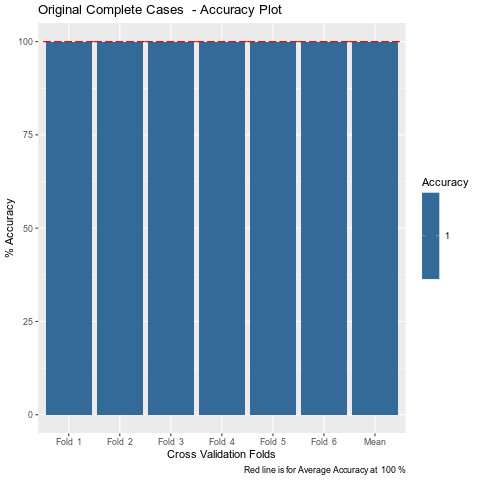 Original Complete Cases  - Accuracy Plot
% Accuracy
100
75
50
25
0
Fold  1
Fold  2
Fold  3
Fold  4
Fold  5
Fold  6
Mean
Cross Validation Folds
Red line is for Average Accuracy at  100 %
Accuracy
1